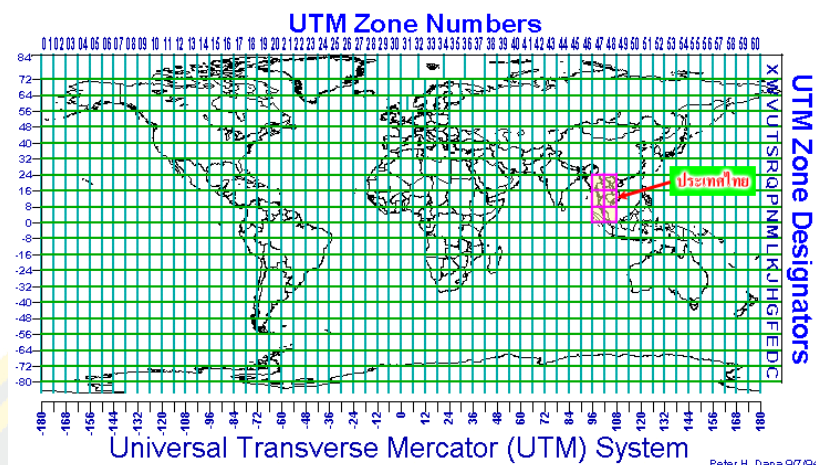 UTM Zone Numbers
01 02 03 04 05 06 07 08 09 10 11 12 13 14 15 16 17 18 19 20 21 22 23 24 25 26 27 28 29 30 31 32 33 34 35 36 37 38 39 40 41 42 43 44 45 46 47 48 49 50 51 52 53 54 55 56 57 58 59 60
84
72
64
56
48
40
32
24
16
8
0
-8
-16
-24
-32
-40
-48
-56
-64
-72
-80
ประเทศไทย
X W V U T S R Q P N M L K J H G F E D C
UTM Zone Designators
-180 -168 -156 -144 -132 -120 -108 -96 -84 -72 -60 -48 -36 -24 -12 0 12 24 36 48 60 72 84 96 108 120 132 144 156 168 180
Universal Transverse Mercator (UTM) System
Peter H. Dana 9/7/94